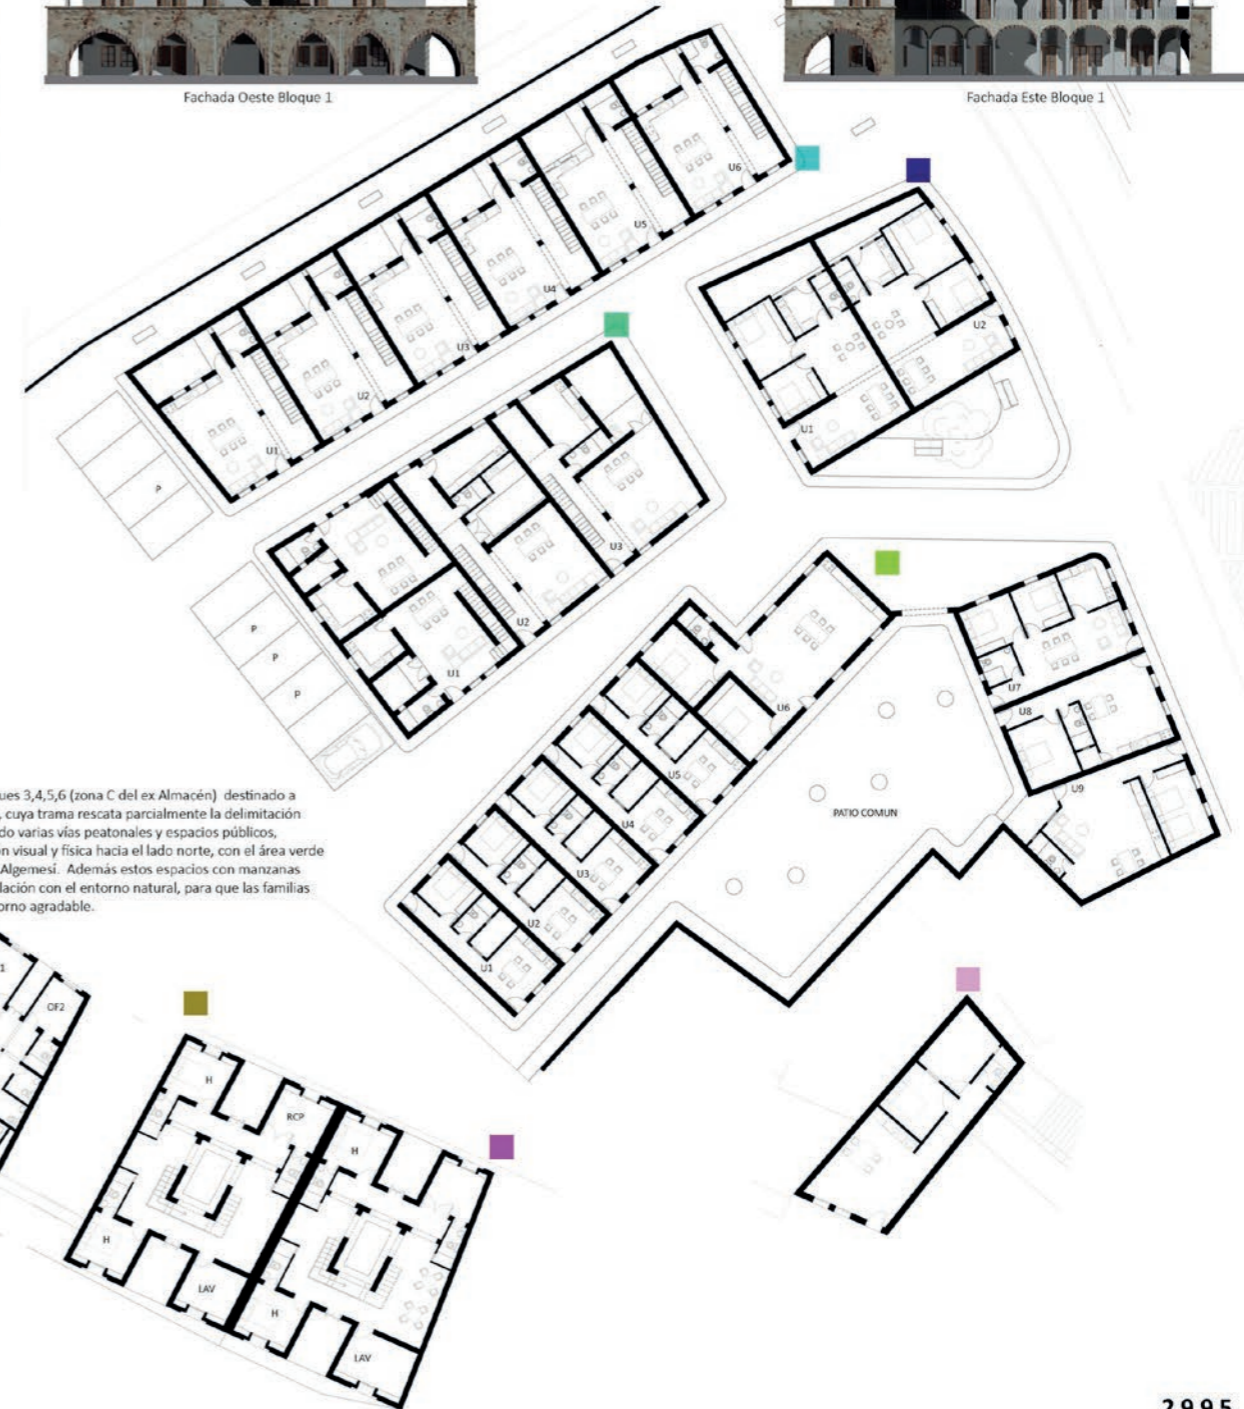 Fachada Oeste Bloque 1
Fachada Este Bloque 1
U6
U5
U4
U3
U2
U1
P
U2
U1
U3
U2
U1
P
P
P
U6
U5
U4
U3
U2
U1
U7
U8
U9
PATIO COMUN
ues 3,4,5,6 (zona C del ex Almacén) destinado a
, cuya trama rescata parcialmente la delimitación
do varias vías peatonales y espacios públicos,
n visual y física hacia el lado norte, con el área verde
Algemesí. Además estos espacios con manzanas
lación con el entorno natural, para que las familias
orno agradable.
1
OF2
H
RCP
H
H
LAV
H
LAV
2995